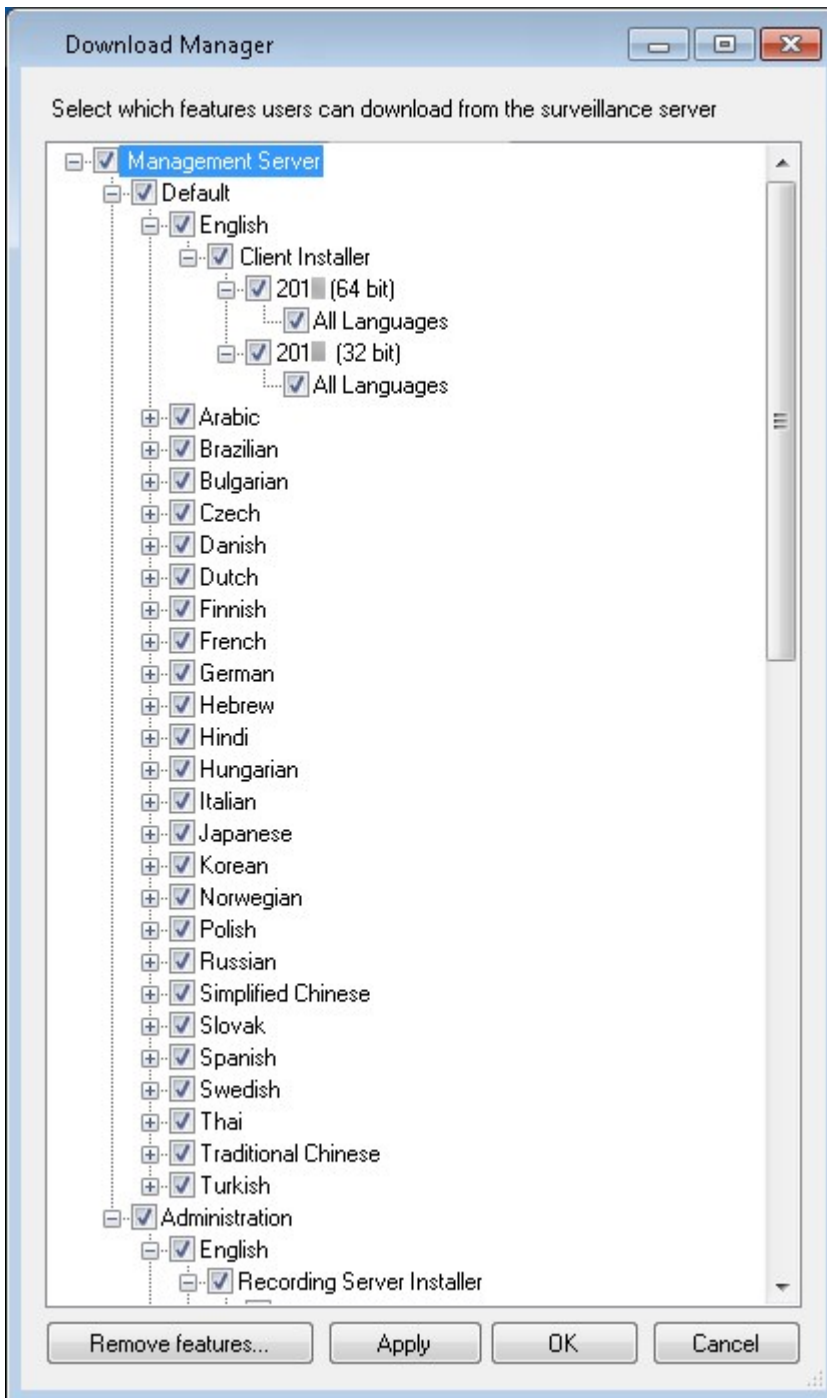 Download Manager
Select which features users can download from the surveillance server
Management Server
Default
English
Client Installer
201 (64 bit)
All Languages
201 (32 bit)
All Languages
Arabic
Brazilian
Bulgarian
Czech
Danish
Dutch
Finnish
French
German
Hebrew
Hindi
Hungarian
Italian
Japanese
Korean
Norwegian
Polish
Russian
Simplified Chinese
Slovak
Spanish
Swedish
Thai
Traditional Chinese
Turkish
Administration
English
Recording Server Installer
Remove features... Apply OK Cancel